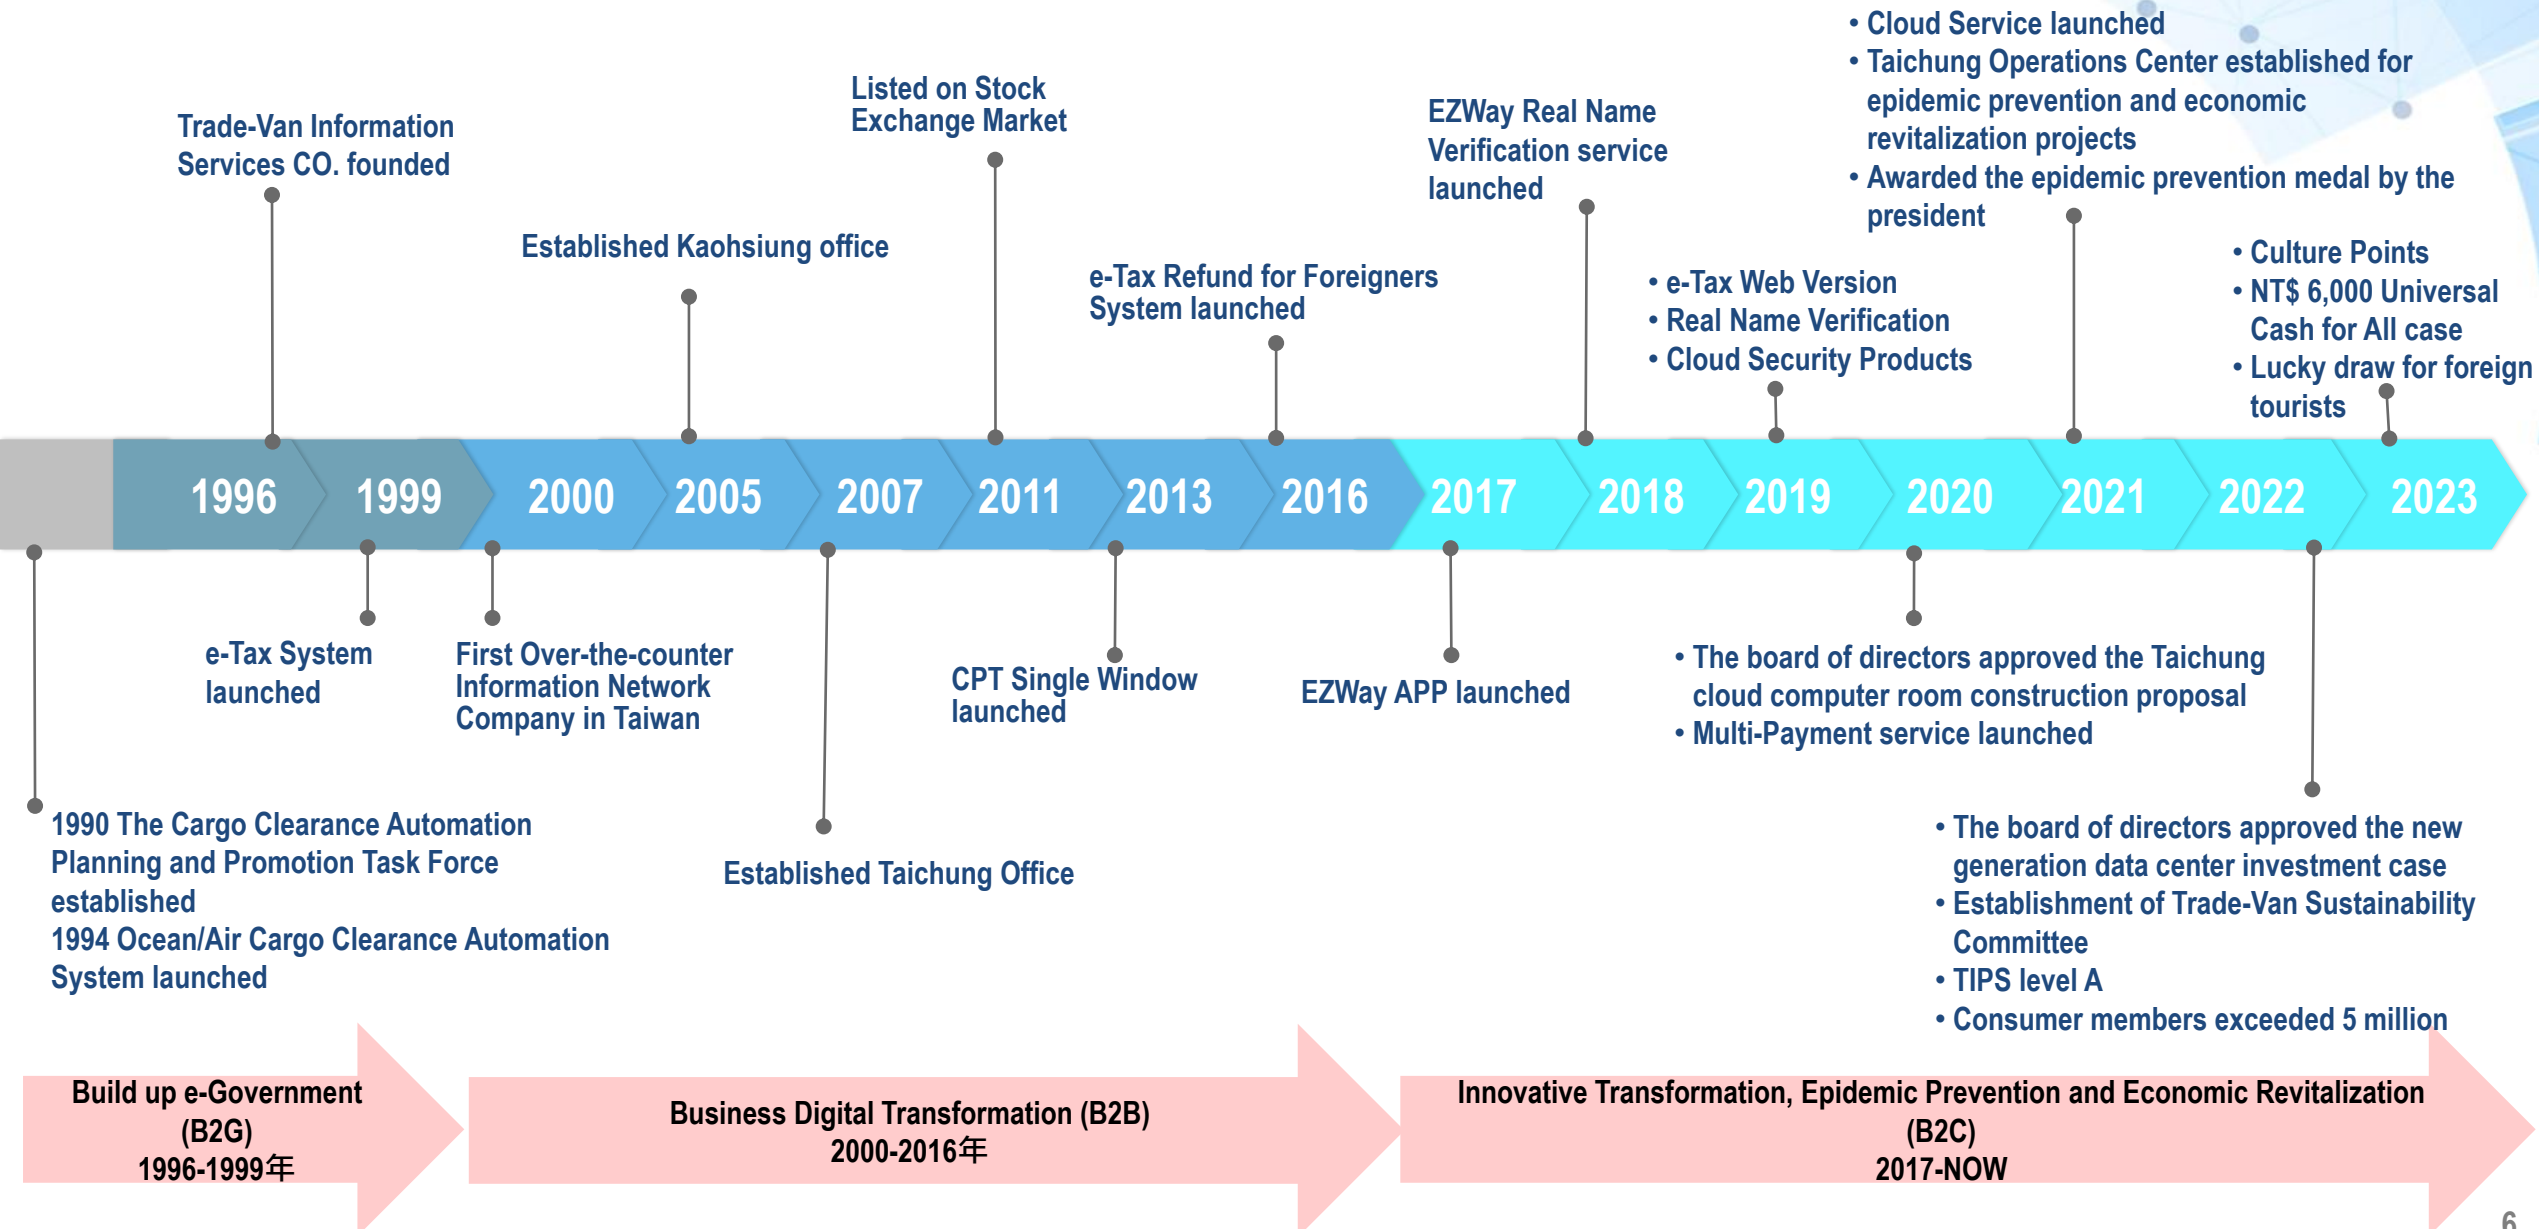 • Cloud Service launched
• Taichung Operations Center established for
epidemic prevention and economic
revitalization projects
• Awarded the epidemic prevention medal by the
president
Listed on Stock
Exchange Market
EZWay Real Name
Verification service
launched
Trade-Van Information
Services CO. founded
Established Kaohsiung office
e-Tax Refund for Foreigners
System launched
• e-Tax Web Version
• Real Name Verification
• Cloud Security Products
• Culture Points
• NT$ 6,000 Universal
Cash for All case
• Lucky draw for foreign
tourists
1996 1999 2000 2005 2007 2011 2013 2016 2017 2018 2019 2020 2021 2022 2023
e-Tax System
launched
First Over-the-counter
Information Network
Company in Taiwan
CPT Single Window
launched
EZWay APP launched
• The board of directors approved the Taichung
cloud computer room construction proposal
• Multi-Payment service launched
1990 The Cargo Clearance Automation
Planning and Promotion Task Force
established
1994 Ocean/Air Cargo Clearance Automation
System launched
Established Taichung Office
• The board of directors approved the new
generation data center investment case
• Establishment of Trade-Van Sustainability
Committee
• TIPS level A
• Consumer members exceeded 5 million
Build up e-Government
(B2G)
1996-1999年
Business Digital Transformation (B2B)
2000-2016年
Innovative Transformation, Epidemic Prevention and Economic Revitalization
(B2C)
2017-NOW
6